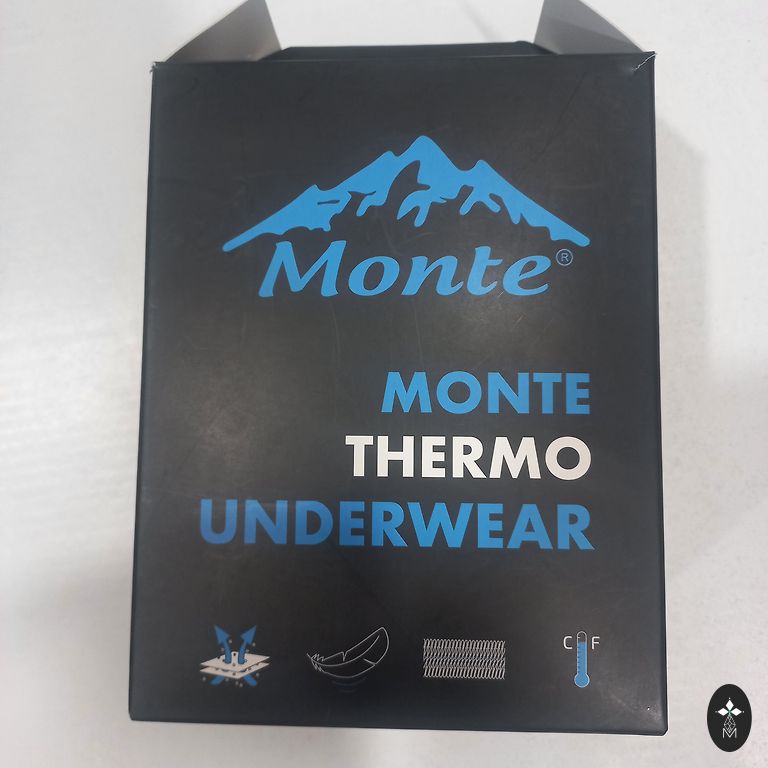 Monte®
MONTE
THERMO
UNDERWEAR
C F
M